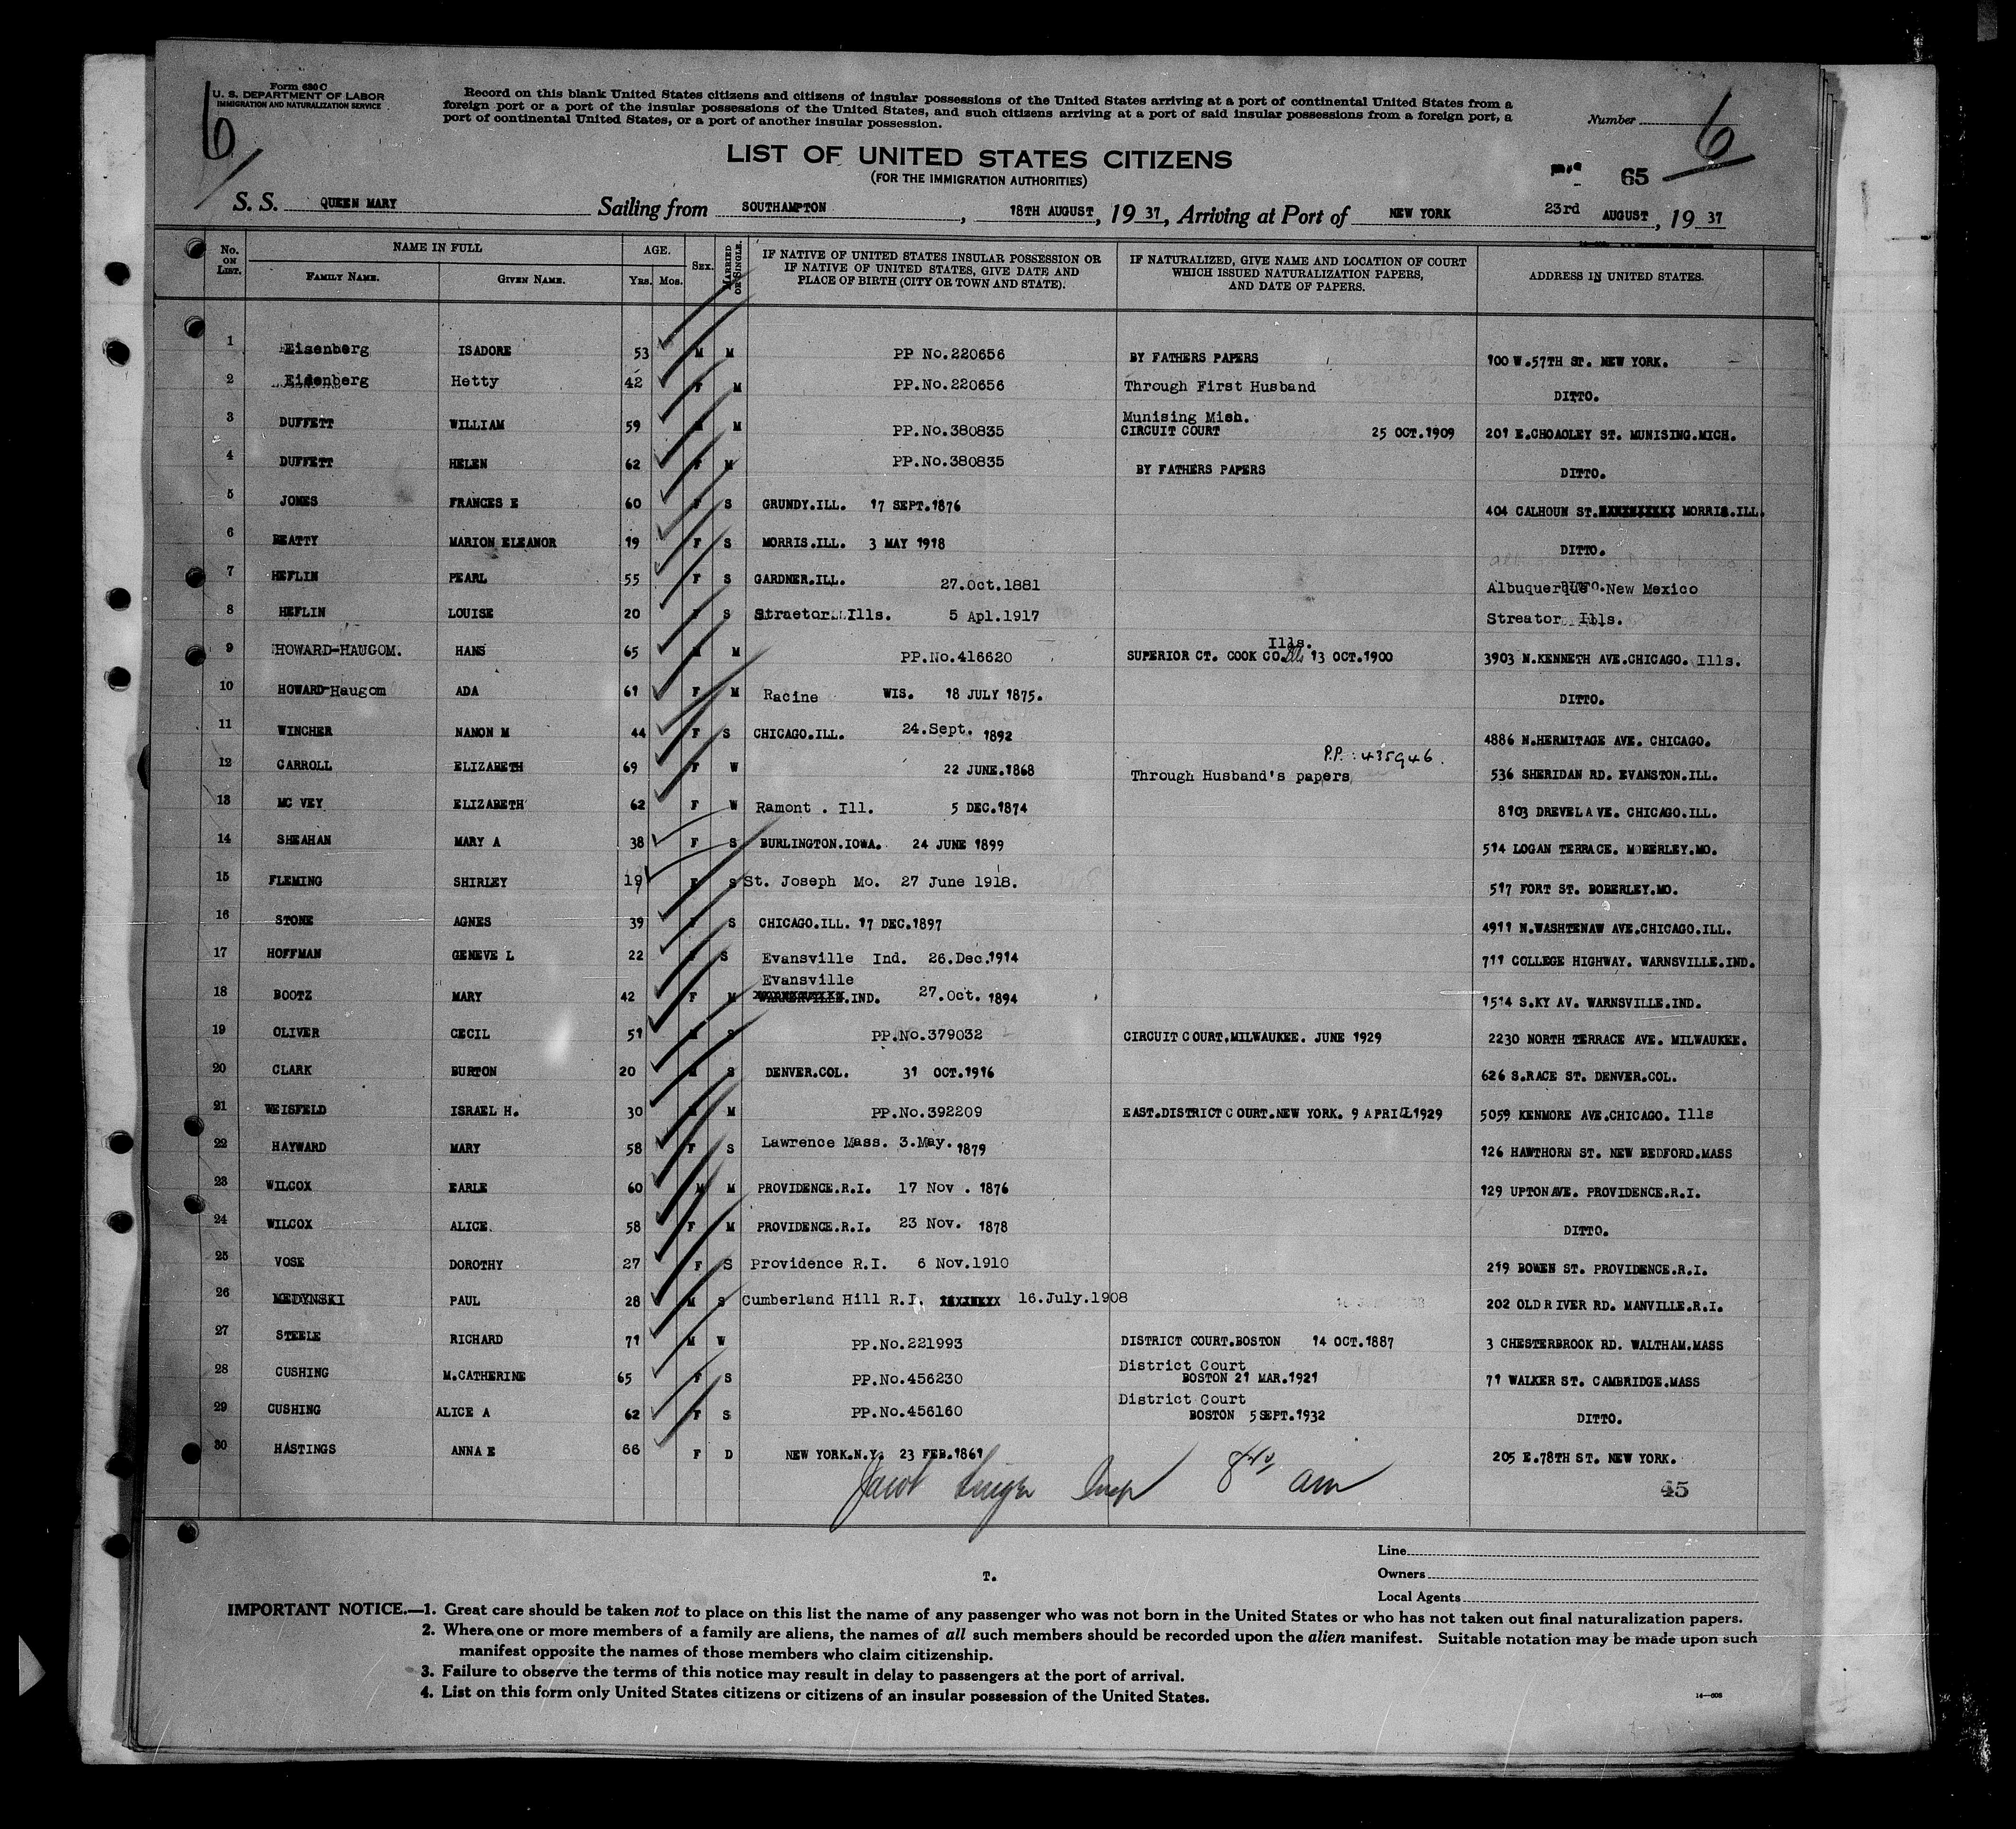 Form 630 C
U. S. DEPARTMENT OF LABOR
IMMIGRATION AND NATURALIZATION SERVICE
6
Record on this blank United States citizens and citizens of insular possessions of the United States arriving at a port of continental United States from a
foreign port or a port of the insular possessions of the United States, and such citizens arriving at a port of said insular possessions from a foreign port, a
port of continental United States, or a port of another insular possession.
Number
6
LIST OF UNITED STATES CITIZENS
(FOR THE IMMIGRATION AUTHORITIES)
65
S. S. QUEEN MARY Sailing from SOUTHAMPTON, 18TH AUGUST, 19 37, Arriving at Port of NEW YORK 23rd AUGUST, 19 37
No. ON LIST. NAME IN FULL FAMILY NAME. GIVEN NAME. AGE. YRS. MOS. SEX. MARRIED OR SINGLE. IF NATIVE OF UNITED STATES INSULAR POSSESSION OR IF NATIVE OF UNITED STATES, GIVE DATE AND PLACE OF BIRTH (CITY OR TOWN AND STATE). IF NATURALIZED, GIVE NAME AND LOCATION OF COURT WHICH ISSUED NATURALIZATION PAPERS, AND DATE OF PAPERS. ADDRESS IN UNITED STATES.
1 Eisenberg ISADORE 53 M M PP No.220656 BY FATHERS PAPERS 100 W.57TH ST. NEW YORK.
2 Eisenberg Hetty 42 F M PP.No.220656 Through First Husband DITTO.
3 DUFFETT WILLIAM 59 M M PP.No.380835 Munising Mich. CIRCUIT COURT 25 OCT.1909 201 E.CHOAOLEY ST. MUNISING.MICH.
4 DUFFETT HELEN 62 F M PP.No.380835 BY FATHERS PAPERS DITTO.
5 JONES FRANCES E 60 F S GRUNDY.ILL. 17 SEPT.1876 404 CALHOUN ST. MORRIS.ILL.
6 BEATTY MARION ELEANOR 19 F S MORRIS.ILL. 3 MAY 1918 DITTO.
7 HEFLIN PEARL 55 F S GARDNER.ILL. 27.Oct.1881 Albuquerque New Mexico
8 HEFLIN LOUISE 20 F S Straetor Ills. 5 Apl.1917 Streator Ills.
9 HOWARD-HAUGOM. HANS 65 M M PP.No.416620 Ills. SUPERIOR CT. COOK CO. Ills 13 OCT.1900 3903 N.KENNETH AVE.CHICAGO. Ills.
10 HOWARD-Haugom ADA 61 F M Racine WIS. 18 JULY 1875. DITTO.
11 WINCHER NANON M 44 F S CHICAGO.ILL. 24.Sept. 1892 4886 N.HERMITAGE AVE. CHICAGO.
12 CARROLL ELIZABETH 69 F W 22 JUNE.1868 P.P.: 435946. Through Husband's papers 536 SHERIDAN RD. EVANSTON.ILL.
13 MC VEY ELIZABETH 62 F W Ramont . Ill. 5 DEC.1874 8103 DREVEL AVE. CHICAGO.ILL.
14 SHEAHAN MARY A 38 F S BURLINGTON.IOWA. 24 JUNE 1899 514 LOGAN TERRACE. MOBERLEY.MO.
15 FLEMING SHIRLEY 19 F S St. Joseph Mo. 27 June 1918. 517 FORT ST. BOBERLEY.MO.
16 STONE AGNES 39 F S CHICAGO.ILL. 17 DEC.1897 4911 N.WASHTENAW AVE.CHICAGO.ILL.
17 HOFFMAN GENEVE L 22 F S Evansville Ind. 26.Dec.1914 711 COLLEGE HIGHWAY. WARNSVILLE.IND.
18 BOOTZ MARY 42 F M Evansville .IND. 27.Oct. 1894 1514 S.KY AV. WARNSVILLE.IND.
19 OLIVER CECIL 51 M S PP.No.379032 CIRCUIT COURT.MILWAUKEE. JUNE 1929 2230 NORTH TERRACE AVE. MILWAUKEE.
20 CLARK BURTON 20 M S DENVER.COL. 31 OCT.1916 626 S.RACE ST. DENVER.COL.
21 WEISFELD ISRAEL H. 30 M M PP.No.392209 EAST.DISTRICT COURT.NEW YORK. 9 APRIL 1929 5059 KENMORE AVE.CHICAGO. Ills
22 HAYWARD MARY 58 F S Lawrence Mass. 3.May. 1879 126 HAWTHORN ST. NEW BEDFORD.MASS
23 WILCOX EARLE 60 M M PROVIDENCE.R.I. 17 Nov . 1876 129 UPTON AVE. PROVIDENCE.R.I.
24 WILCOX ALICE. 58 F M PROVIDENCE.R.I. 23 Nov. 1878 DITTO.
25 VOSE DOROTHY 27 F S Providence R.I. 6 Nov.1910 219 BOWEN ST. PROVIDENCE.R.I.
26 MEDYNSKI PAUL 28 M S Cumberland Hill R.I. 16.July.1908 202 OLD RIVER RD. MANVILLE.R.I.
27 STEELE RICHARD 71 M W PP.No.221993 DISTRICT COURT.BOSTON 14 OCT.1887 3 CHESTERBROOK RD. WALTHAM.MASS
28 CUSHING M.CATHERINE 65 F S PP.No.456230 District Court BOSTON 21 MAR.1921 71 WALKER ST. CAMBRIDGE.MASS
29 CUSHING ALICE A 62 F S PP.No.456160 District Court BOSTON 5 SEPT.1932 DITTO.
30 HASTINGS ANNA E 66 F D NEW YORK.N.Y. 23 FEB.1861 205 E.78TH ST. NEW YORK.
Jacob Singer Insp 8 40 am
45
Line
Owners
Local Agents
T.
IMPORTANT NOTICE.—1. Great care should be taken not to place on this list the name of any passenger who was not born in the United States or who has not taken out final naturalization papers.
2. Where one or more members of a family are aliens, the names of all such members should be recorded upon the alien manifest. Suitable notation may be made upon such
manifest opposite the names of those members who claim citizenship.
3. Failure to observe the terms of this notice may result in delay to passengers at the port of arrival.
4. List on this form only United States citizens or citizens of an insular possession of the United States.
14—608